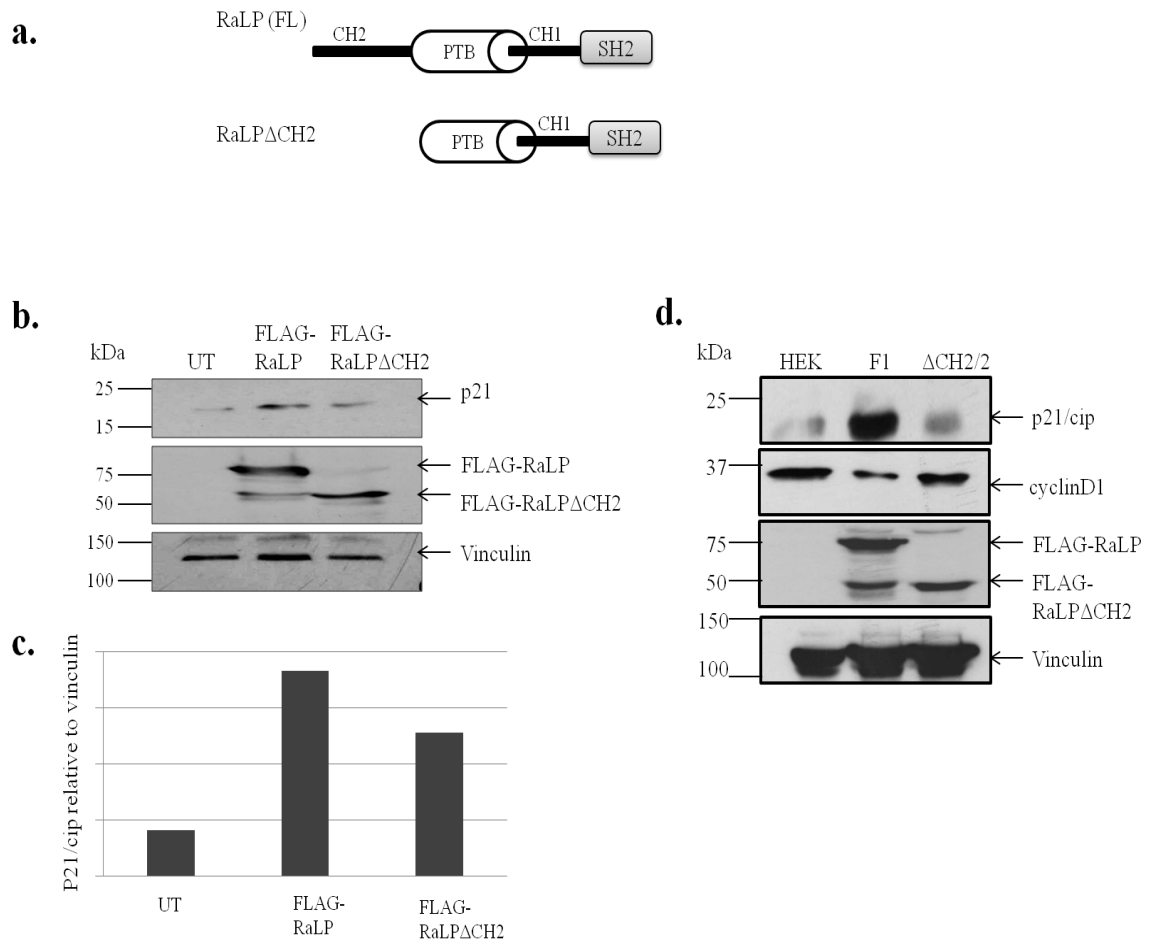 a.
RaLP (FL)
CH2
PTB
CH1
SH2
RaLPΔCH2
PTB
CH1
SH2
b.
kDa
UT
FLAG-
RaLP
FLAG-
RaLPΔCH2
25
15
p21
75
50
FLAG-RaLP
FLAG-RaLPΔCH2
150
100
Vinculin
c.
P21/cip relative to vinculin
UT
FLAG-
RaLP
FLAG-
RaLPΔCH2
d.
kDa
HEK
F1
ΔCH2/2
25
p21/cip
37
cyclinD1
75
50
FLAG-RaLP
FLAG-
RaLPΔCH2
150
100
Vinculin